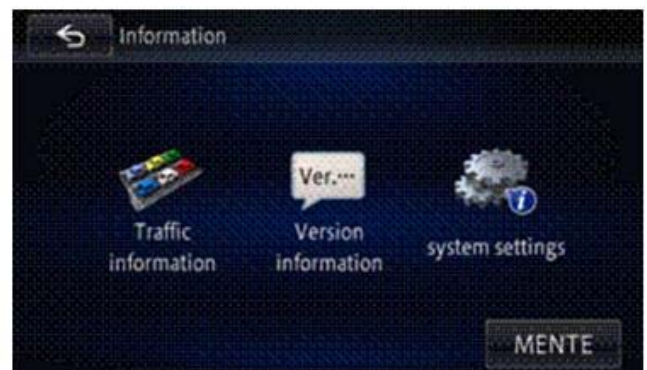 Information
Ver.…
Traffic
information
Version
information
system settings
i
MENTE